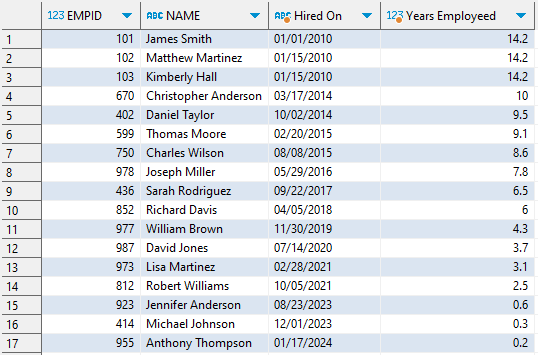 123 EMPID ABC NAME ABC Hired On 123 Years Employeed
1 101 James Smith 01/01/2010 14.2
2 102 Matthew Martinez 01/15/2010 14.2
3 103 Kimberly Hall 01/15/2010 14.2
4 670 Christopher Anderson 03/17/2014 10
5 402 Daniel Taylor 10/02/2014 9.5
6 599 Thomas Moore 02/20/2015 9.1
7 750 Charles Wilson 08/08/2015 8.6
8 978 Joseph Miller 05/29/2016 7.8
9 436 Sarah Rodriguez 09/22/2017 6.5
10 852 Richard Davis 04/05/2018 6
11 977 William Brown 11/30/2019 4.3
12 987 David Jones 07/14/2020 3.7
13 973 Lisa Martinez 02/28/2021 3.1
14 812 Robert Williams 10/05/2021 2.5
15 923 Jennifer Anderson 08/23/2023 0.6
16 414 Michael Johnson 12/01/2023 0.3
17 955 Anthony Thompson 01/17/2024 0.2